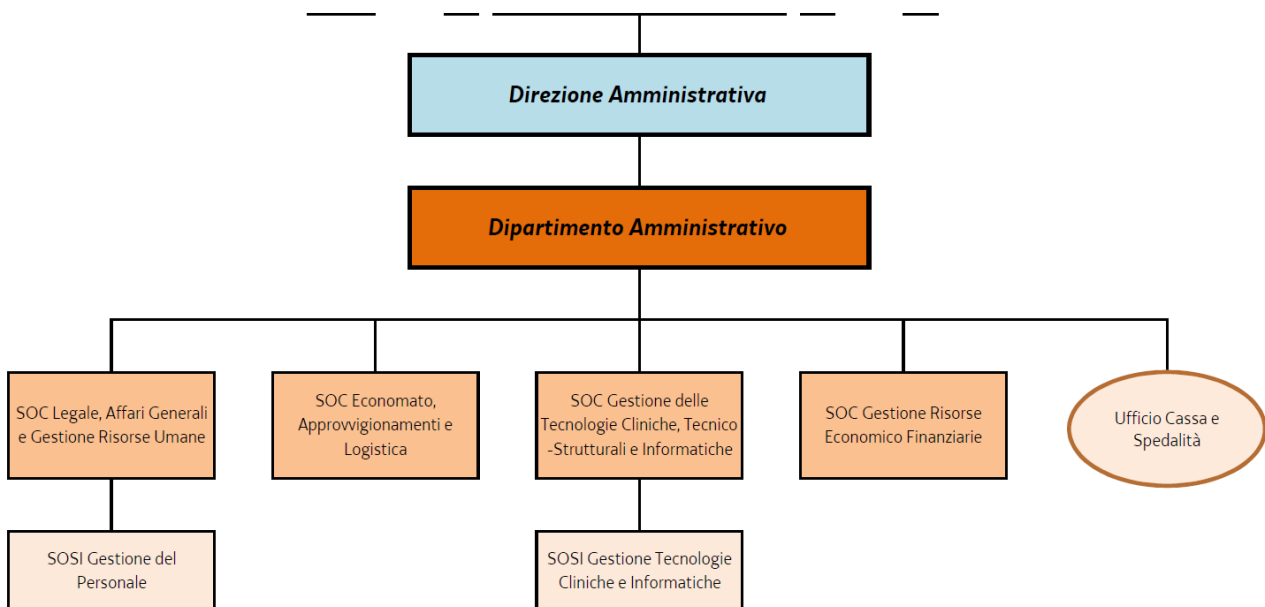 Direzione Amministrativa
Dipartimento Amministrativo
SOC Legale, Affari Generali
e Gestione Risorse Umane
SOC Economato,
Approvvigionamenti e
Logistica
SOC Gestione delle
Tecnologie Cliniche, Tecnico
-Strutturali e Informatiche
SOC Gestione Risorse
Economico Finanziarie
Ufficio Cassa e
Spedalità
SOSI Gestione del
Personale
SOSI Gestione Tecnologie
Cliniche e Informatiche